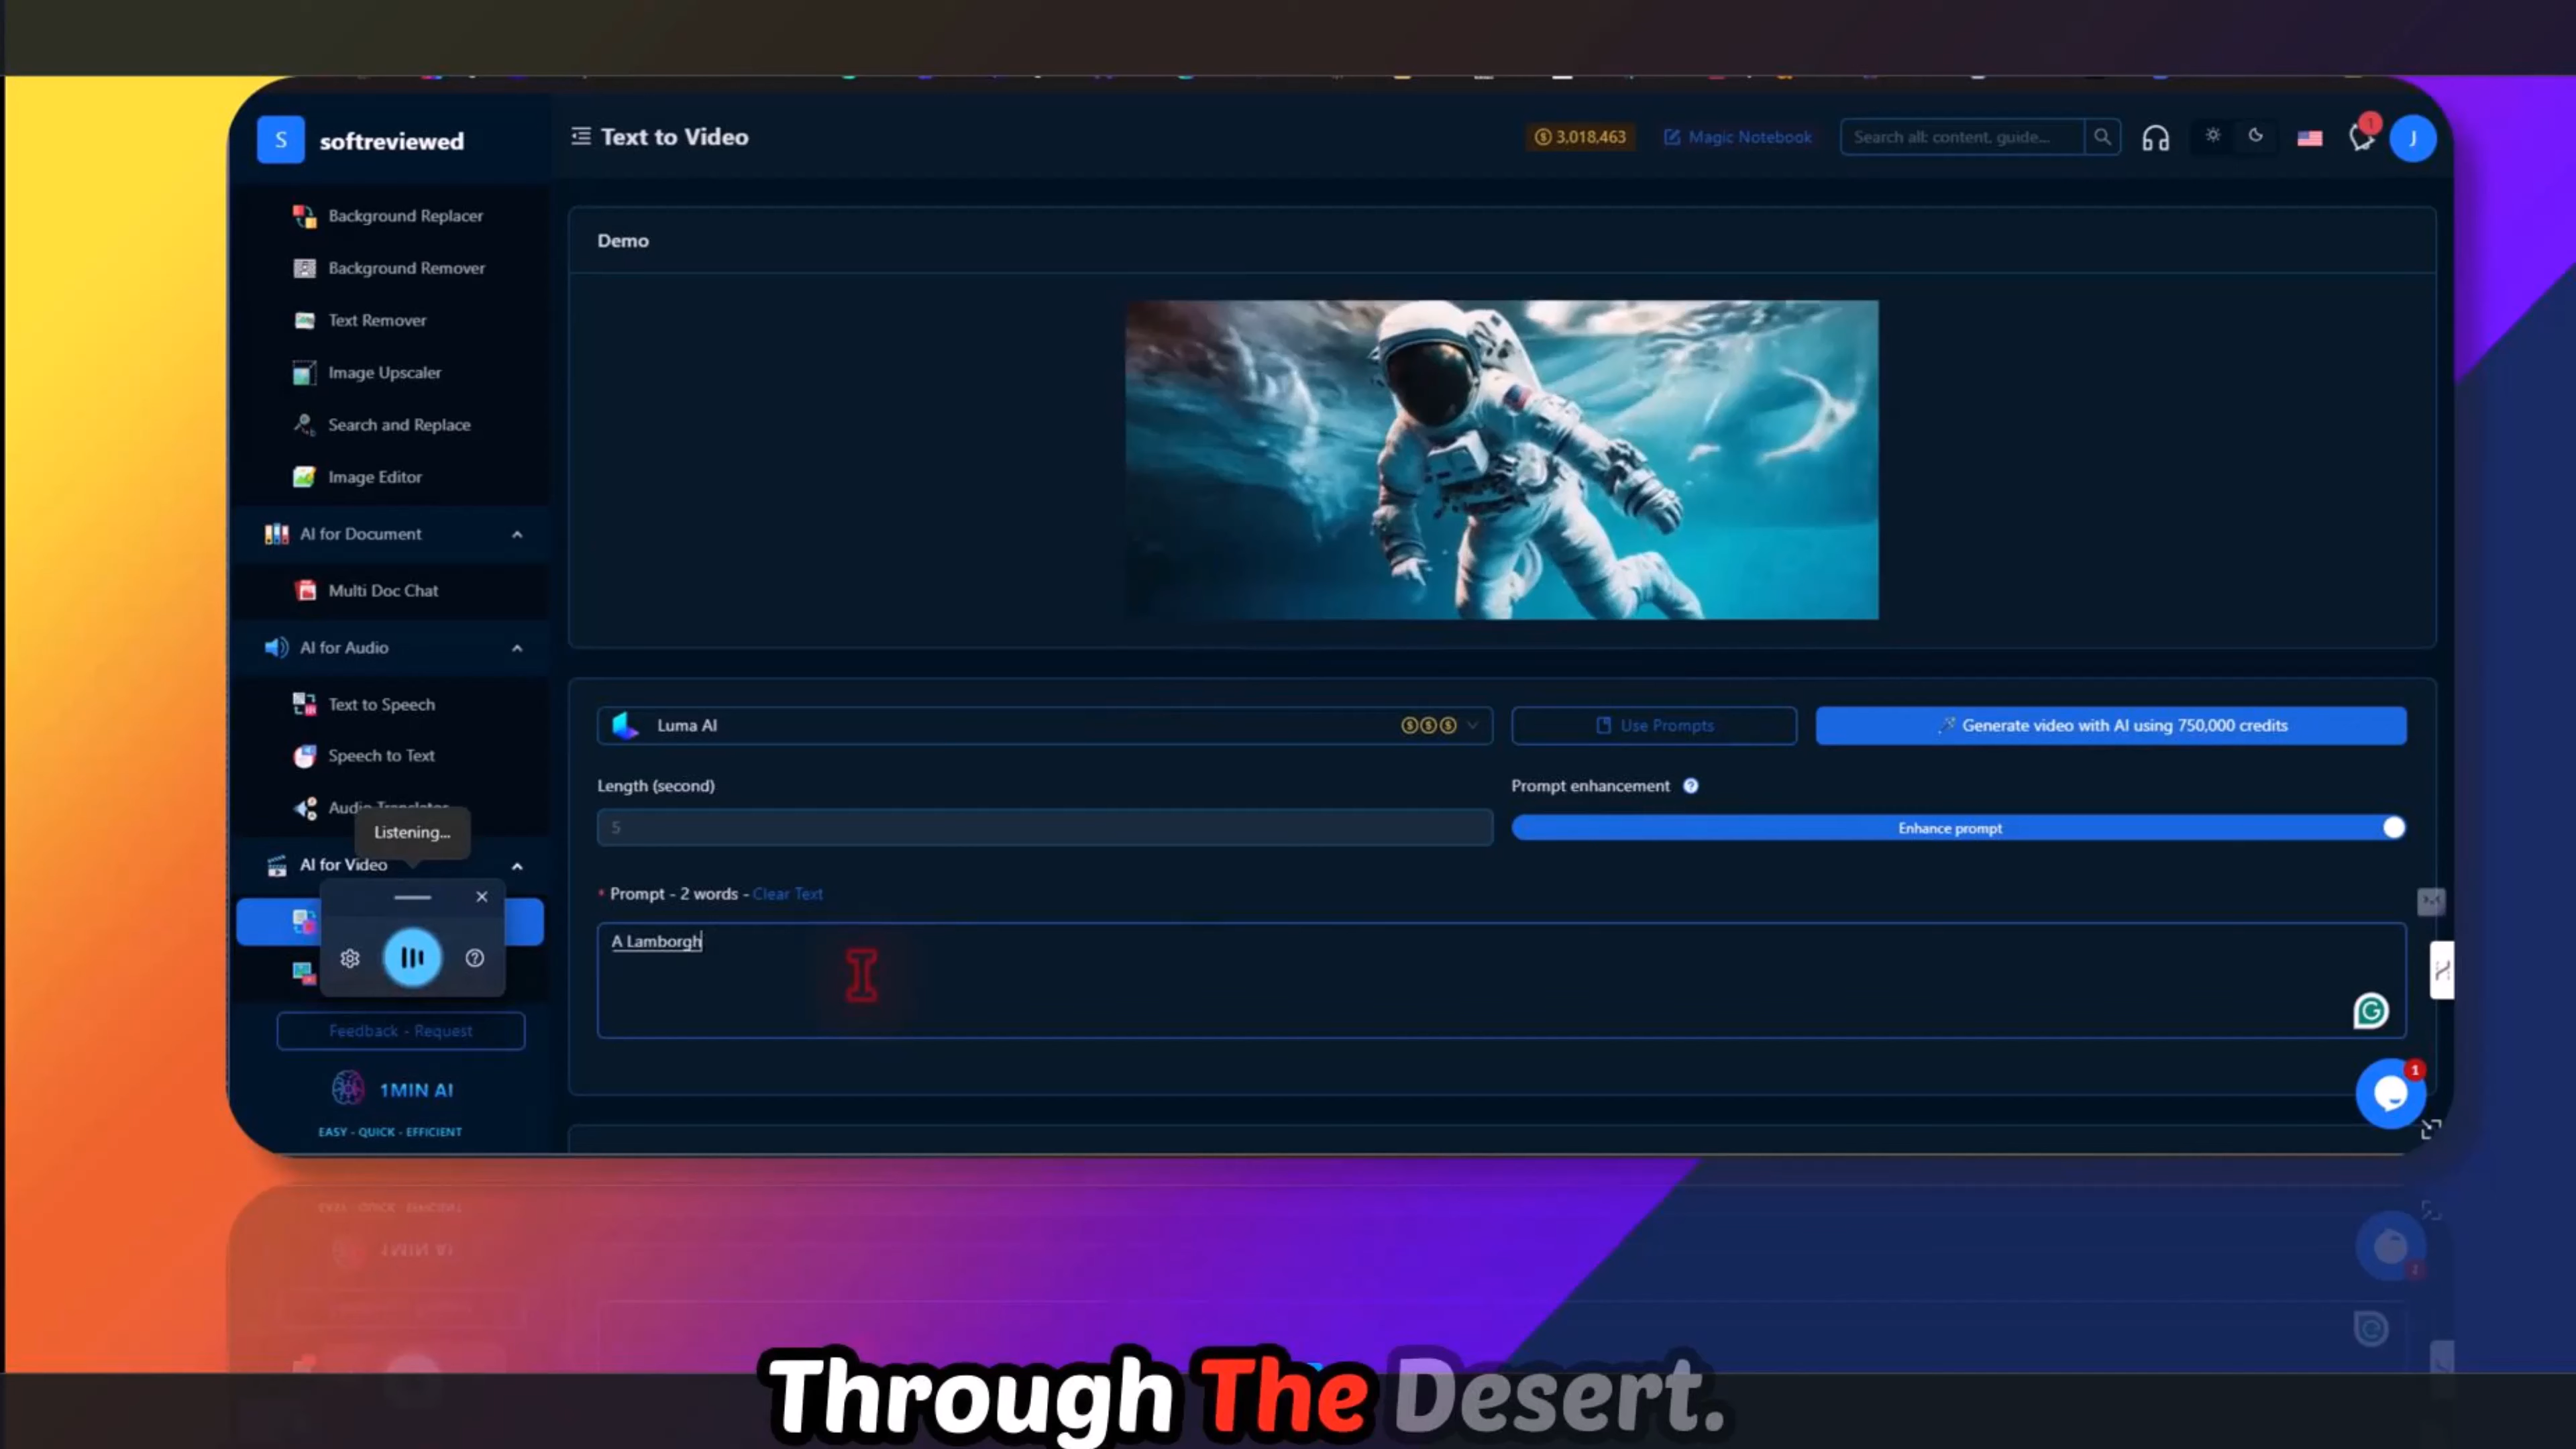 S softreviewed
Text to Video
3,018,463
Magic Notebook
Search all: content, guide...
1
J
Background Replacer
Background Remover
Text Remover
Image Upscaler
Search and Replace
Image Editor
AI for Document
Multi Doc Chat
AI for Audio
Text to Speech
Speech to Text
Audio Translator
Listening...
AI for Video
Feedback - Request
1MIN AI
EASY - QUICK - EFFICIENT
Demo
Luma AI
Use Prompts
Generate video with AI using 750,000 credits
Length (second)
Prompt enhancement
5
Enhance prompt
* Prompt - 2 words - Clear Text
A Lamborgh
1
Through The Desert.